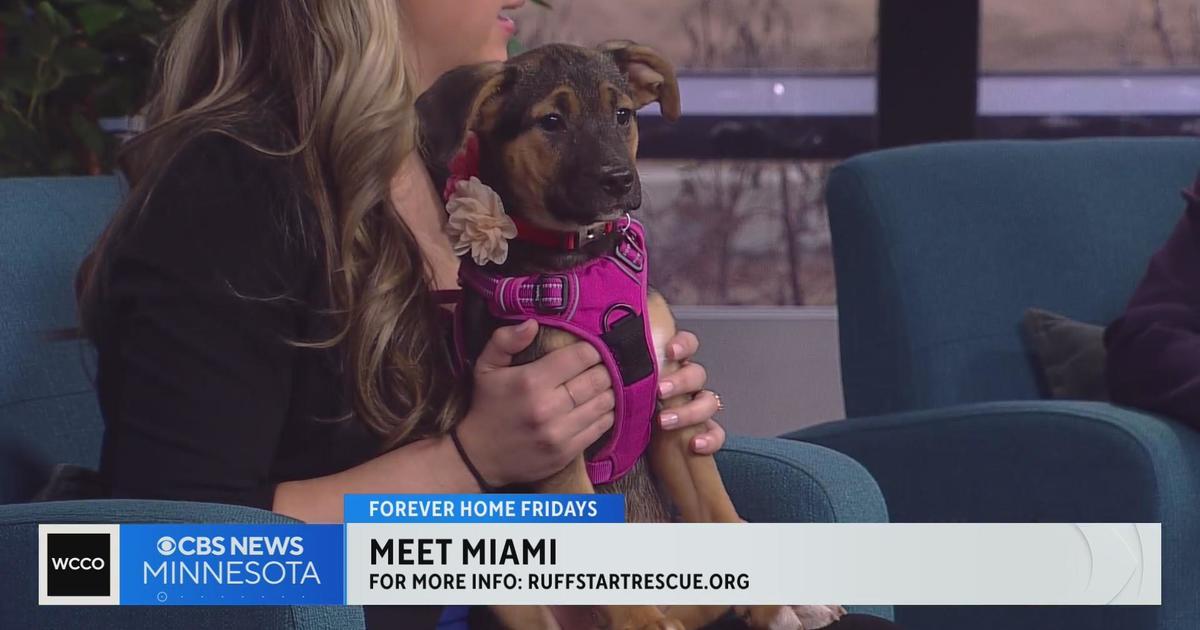 FOREVER HOME FRIDAYS
WCCO
CBS NEWS
MINNESOTA
MEET MIAMI
FOR MORE INFO: RUFFSTARTRESCUE.ORG